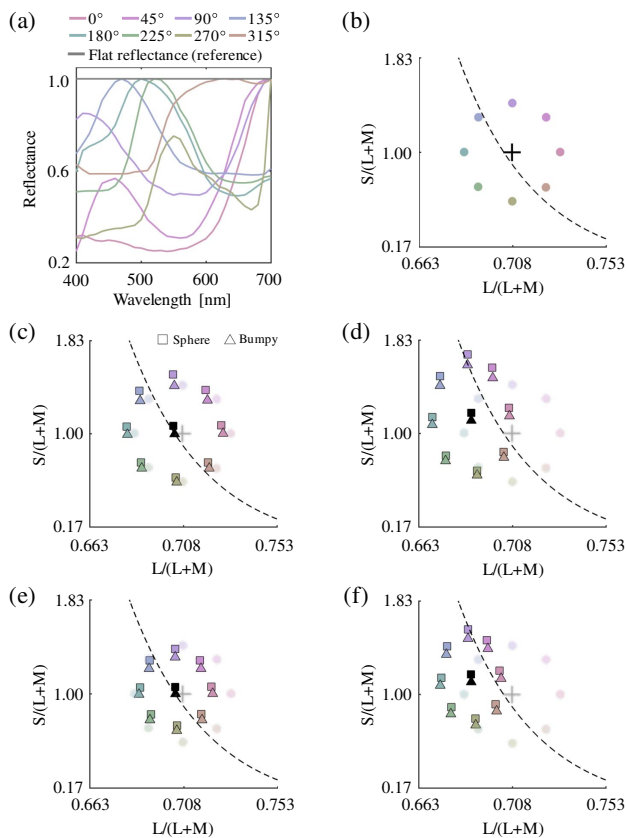 (a)
0° 45° 90° 135°
180° 225° 270° 315°
Flat reflectance (reference)
1.0
0.6
0.2
Reflectance
400 500 600 700
Wavelength [nm]
(b)
1.83
1.00
0.17
S/(L+M)
0.663 0.708 0.753
L/(L+M)
(c)
Sphere Bumpy
1.83
1.00
0.17
S/(L+M)
0.663 0.708 0.753
L/(L+M)
(d)
1.83
1.00
0.17
S/(L+M)
0.663 0.708 0.753
L/(L+M)
(e)
1.83
1.00
0.17
S/(L+M)
0.663 0.708 0.753
L/(L+M)
(f)
1.83
1.00
0.17
S/(L+M)
0.663 0.708 0.753
L/(L+M)